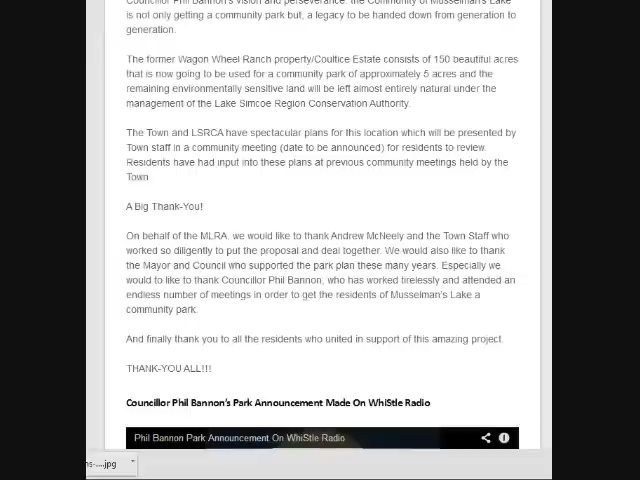 Councillor Phil Bannon's vision and perseverance, the Community of Musselman's Lake
is not only getting a community park but, a legacy to be handed down from generation to
generation.
The former Wagon Wheel Ranch property/Coultice Estate consists of 150 beautiful acres
that is now going to be used for a community park of approximately 5 acres and the
remaining environmentally sensitive land will be left almost entirely natural under the
management of the Lake Simcoe Region Conservation Authority.
The Town and LSRCA have spectacular plans for this location which will be presented by
Town staff in a community meeting (date to be announced) for residents to review.
Residents have had input into these plans at previous community meetings held by the
Town
A Big Thank-You!
On behalf of the MLRA, we would like to thank Andrew McNeely and the Town Staff who
worked so diligently to put the proposal and deal together. We would also like to thank
the Mayor and Council who supported the park plan these many years. Especially we
would to like to thank Councillor Phil Bannon, who has worked tirelessly and attended an
endless number of meetings in order to get the residents of Musselman's Lake a
community park.
And finally thank you to all the residents who united in support of this amazing project
THANK-YOU ALL!!!
Councillor Phil Bannon's Park Announcement Made On WhiStle Radio
Phil Bannon Park Announcement On WhiStle Radio
ns-....jpg